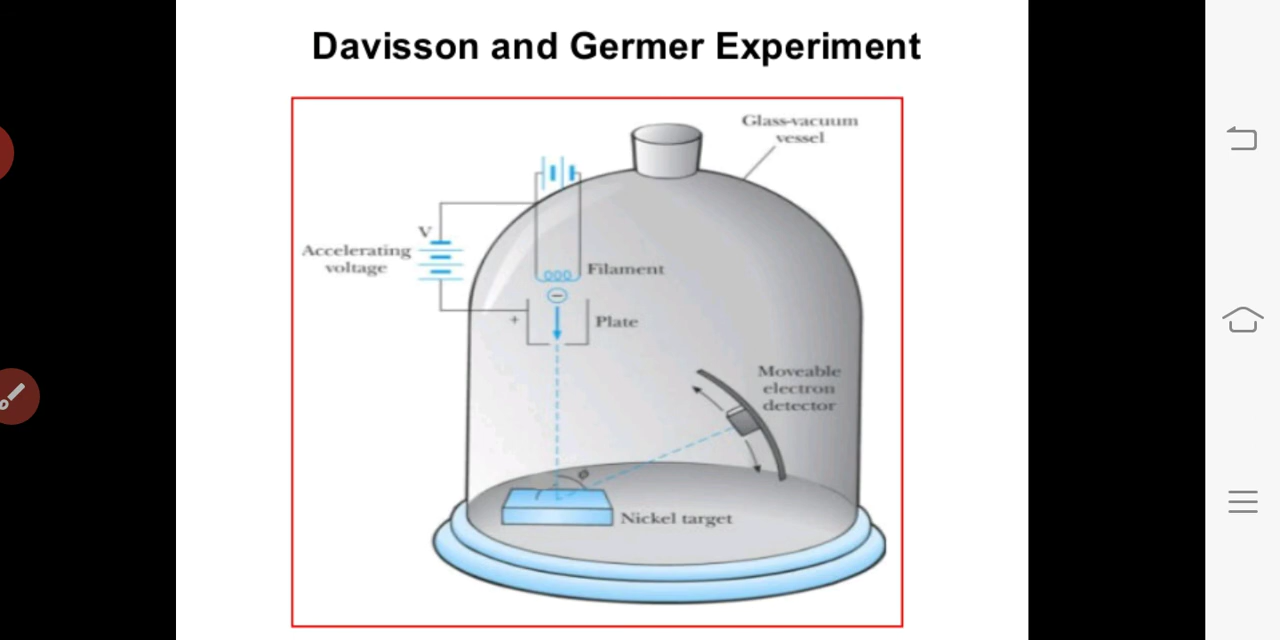 Davisson and Germer Experiment
Glass-vacuum
vessel
V
Accelerating
voltage
Filament
+
Plate
Moveable
electron
detector
ϕ
Nickel target